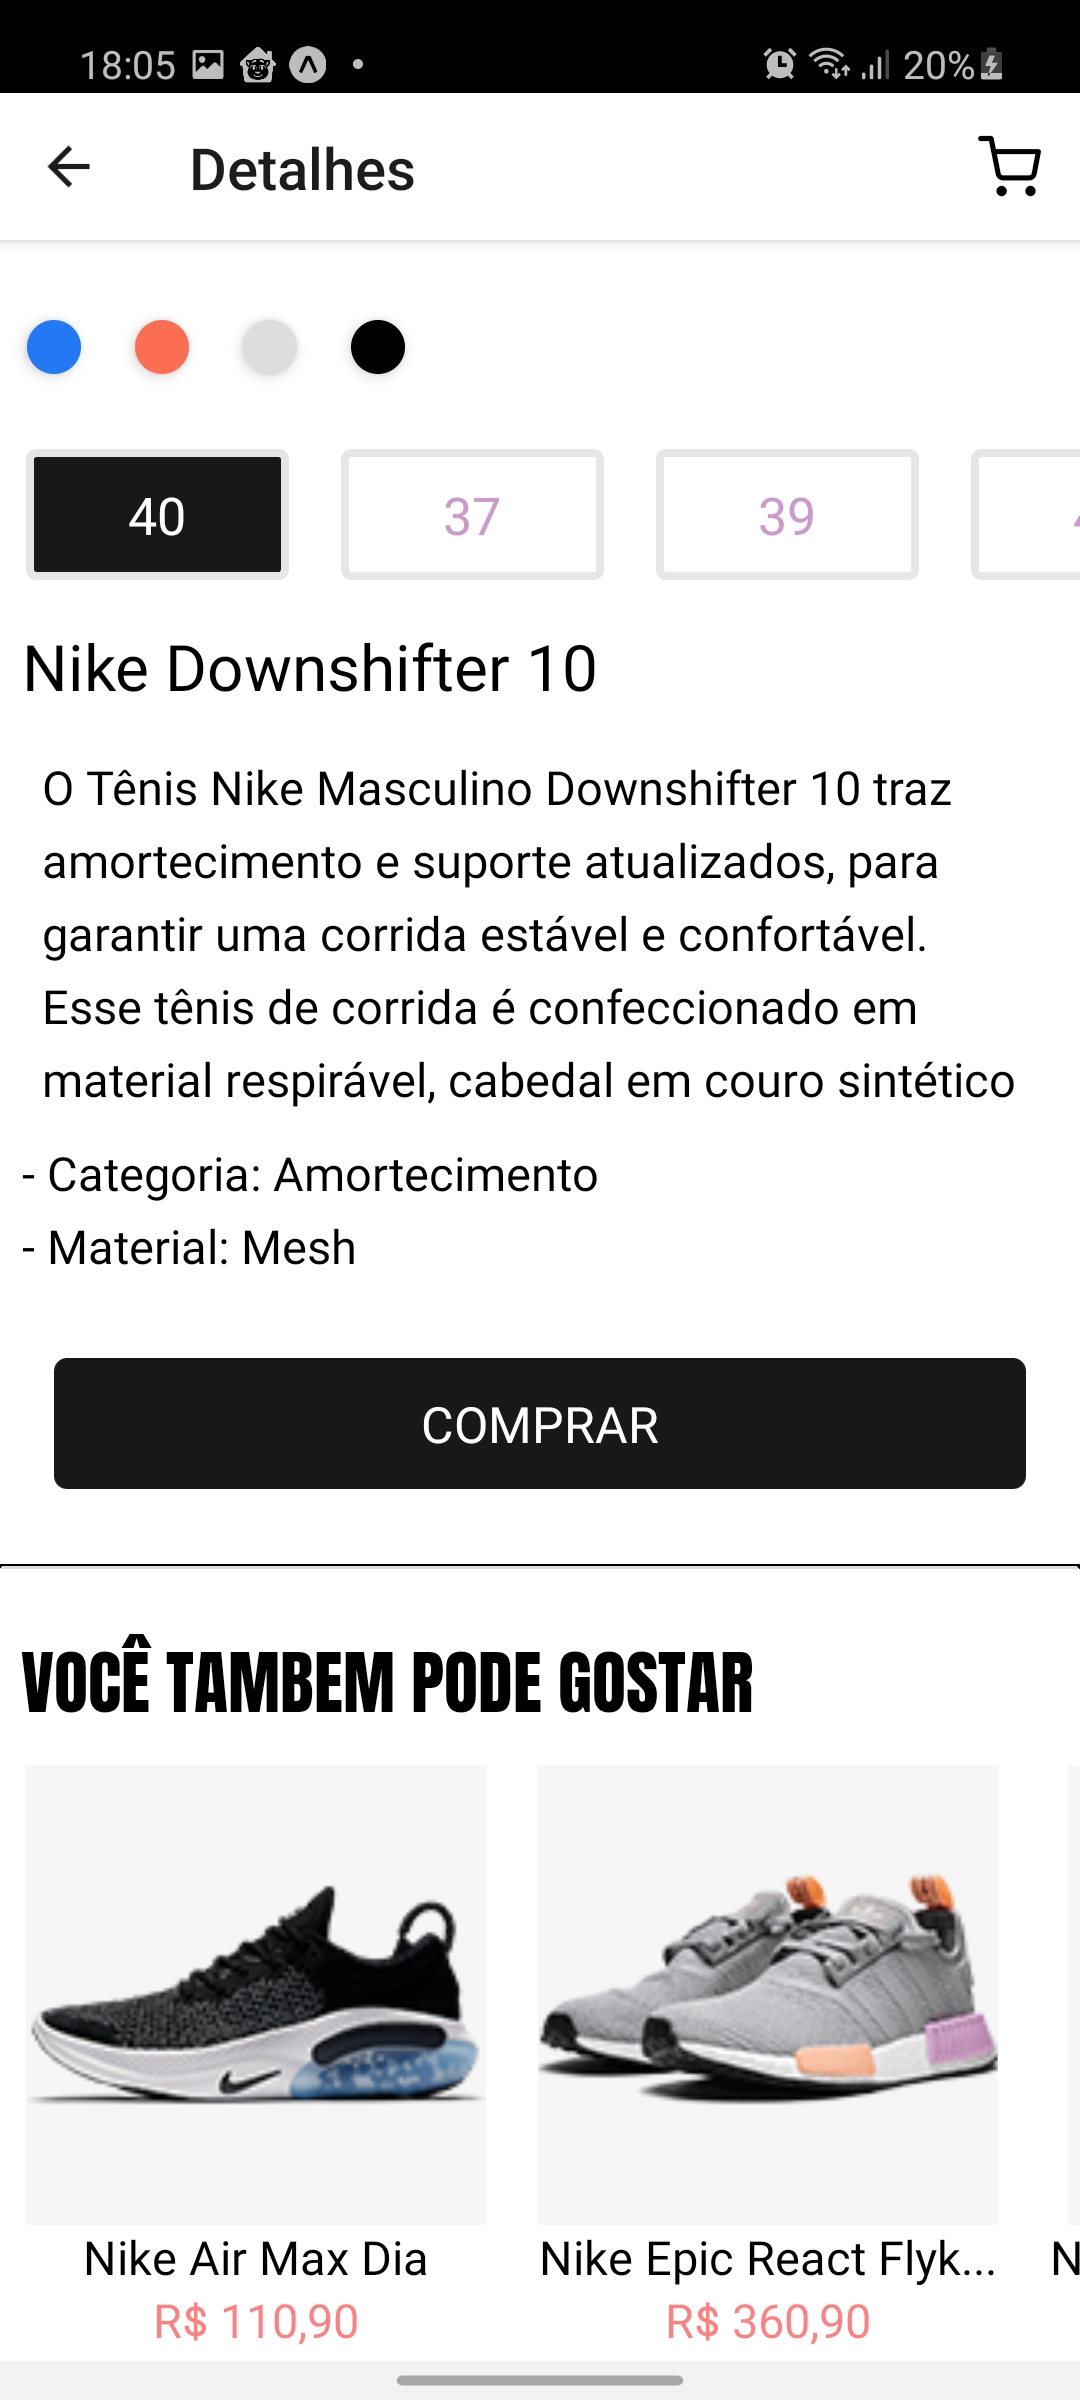 18:05 20%
Detalhes
40 37 39
Nike Downshifter 10
O Tênis Nike Masculino Downshifter 10 traz
amortecimento e suporte atualizados, para
garantir uma corrida estável e confortável.
Esse tênis de corrida é confeccionado em
material respirável, cabedal em couro sintético
- Categoria: Amortecimento
- Material: Mesh
COMPRAR
VOCÊ TAMBEM PODE GOSTAR
Nike Air Max Dia Nike Epic React Flyk... N
R$ 110,90 R$ 360,90